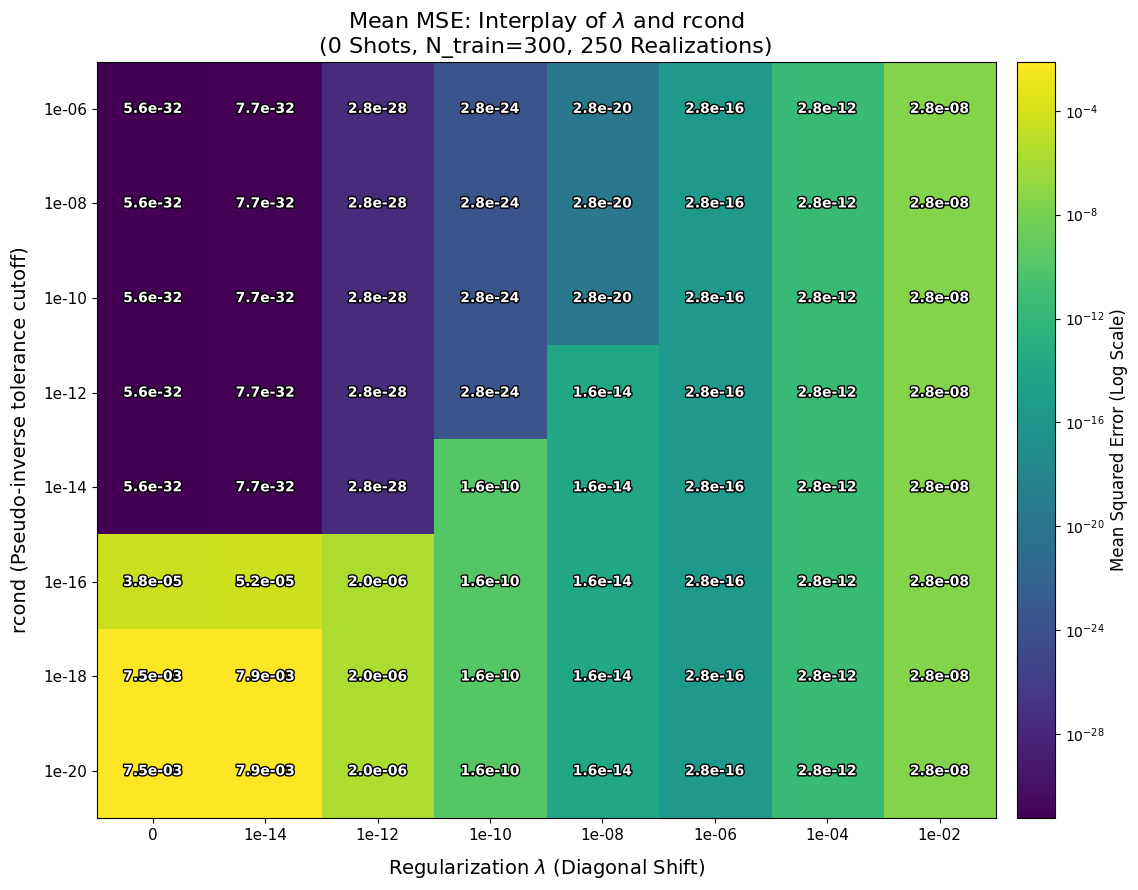 Mean MSE: Interplay of λ and rcond
(0 Shots, N_train=300, 250 Realizations)
rcond (Pseudo-inverse tolerance cutoff)
1e-06 5.6e-32 7.7e-32 2.8e-28 2.8e-24 2.8e-20 2.8e-16 2.8e-12 2.8e-08
1e-08 5.6e-32 7.7e-32 2.8e-28 2.8e-24 2.8e-20 2.8e-16 2.8e-12 2.8e-08
1e-10 5.6e-32 7.7e-32 2.8e-28 2.8e-24 2.8e-20 2.8e-16 2.8e-12 2.8e-08
1e-12 5.6e-32 7.7e-32 2.8e-28 2.8e-24 1.6e-14 2.8e-16 2.8e-12 2.8e-08
1e-14 5.6e-32 7.7e-32 2.8e-28 1.6e-10 1.6e-14 2.8e-16 2.8e-12 2.8e-08
1e-16 3.8e-05 5.2e-05 2.0e-06 1.6e-10 1.6e-14 2.8e-16 2.8e-12 2.8e-08
1e-18 7.5e-03 7.9e-03 2.0e-06 1.6e-10 1.6e-14 2.8e-16 2.8e-12 2.8e-08
1e-20 7.5e-03 7.9e-03 2.0e-06 1.6e-10 1.6e-14 2.8e-16 2.8e-12 2.8e-08
0 1e-14 1e-12 1e-10 1e-08 1e-06 1e-04 1e-02
Regularization λ (Diagonal Shift)
10⁻⁴
10⁻⁸
10⁻¹²
10⁻¹⁶
10⁻²⁰
10⁻²⁴
10⁻²⁸
Mean Squared Error (Log Scale)